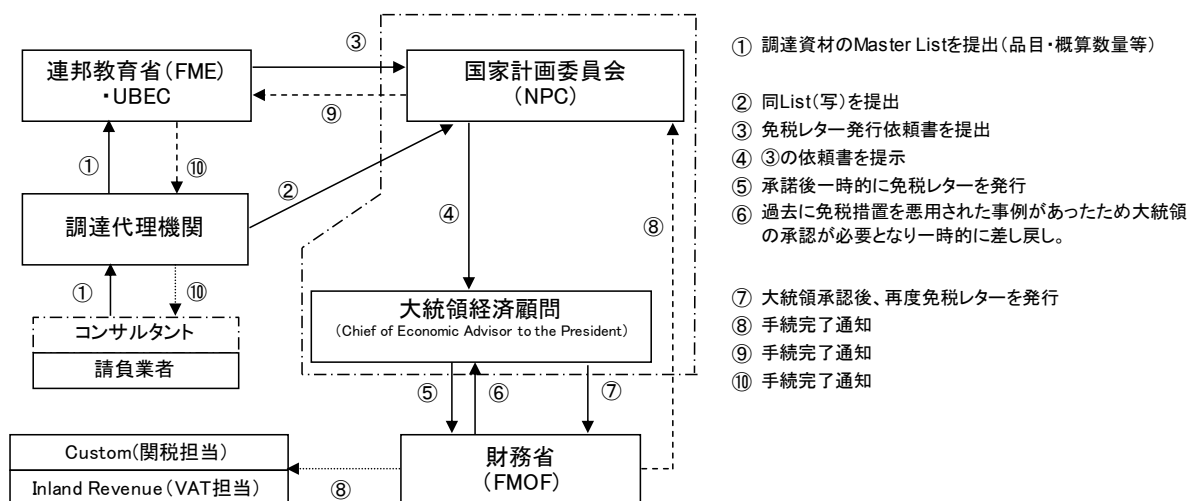 ③
連邦教育省(FME)
・UBEC
国家計画委員会
(NPC)
⑨
①
⑩
②
調達代理機関
④
⑧
①
⑩
コンサルタント
請負業者
大統領経済顧問
(Chief of Economic Advisor to the President)
⑤
⑥
⑦
Custom(関税担当)
Inland Revenue(VAT担当)
⑧
財務省
(FMOF)
① 調達資材のMaster Listを提出(品目・概算数量等)
② 同List(写)を提出
③ 免税レター発行依頼書を提出
④ ③の依頼書を提示
⑤ 承諾後一時的に免税レターを発行
⑥ 過去に免税措置を悪用された事例があったため大統領
の承認が必要となり一時的に差し戻し。
⑦ 大統領承認後、再度免税レターを発行
⑧ 手続完了通知
⑨ 手続完了通知
⑩ 手続完了通知